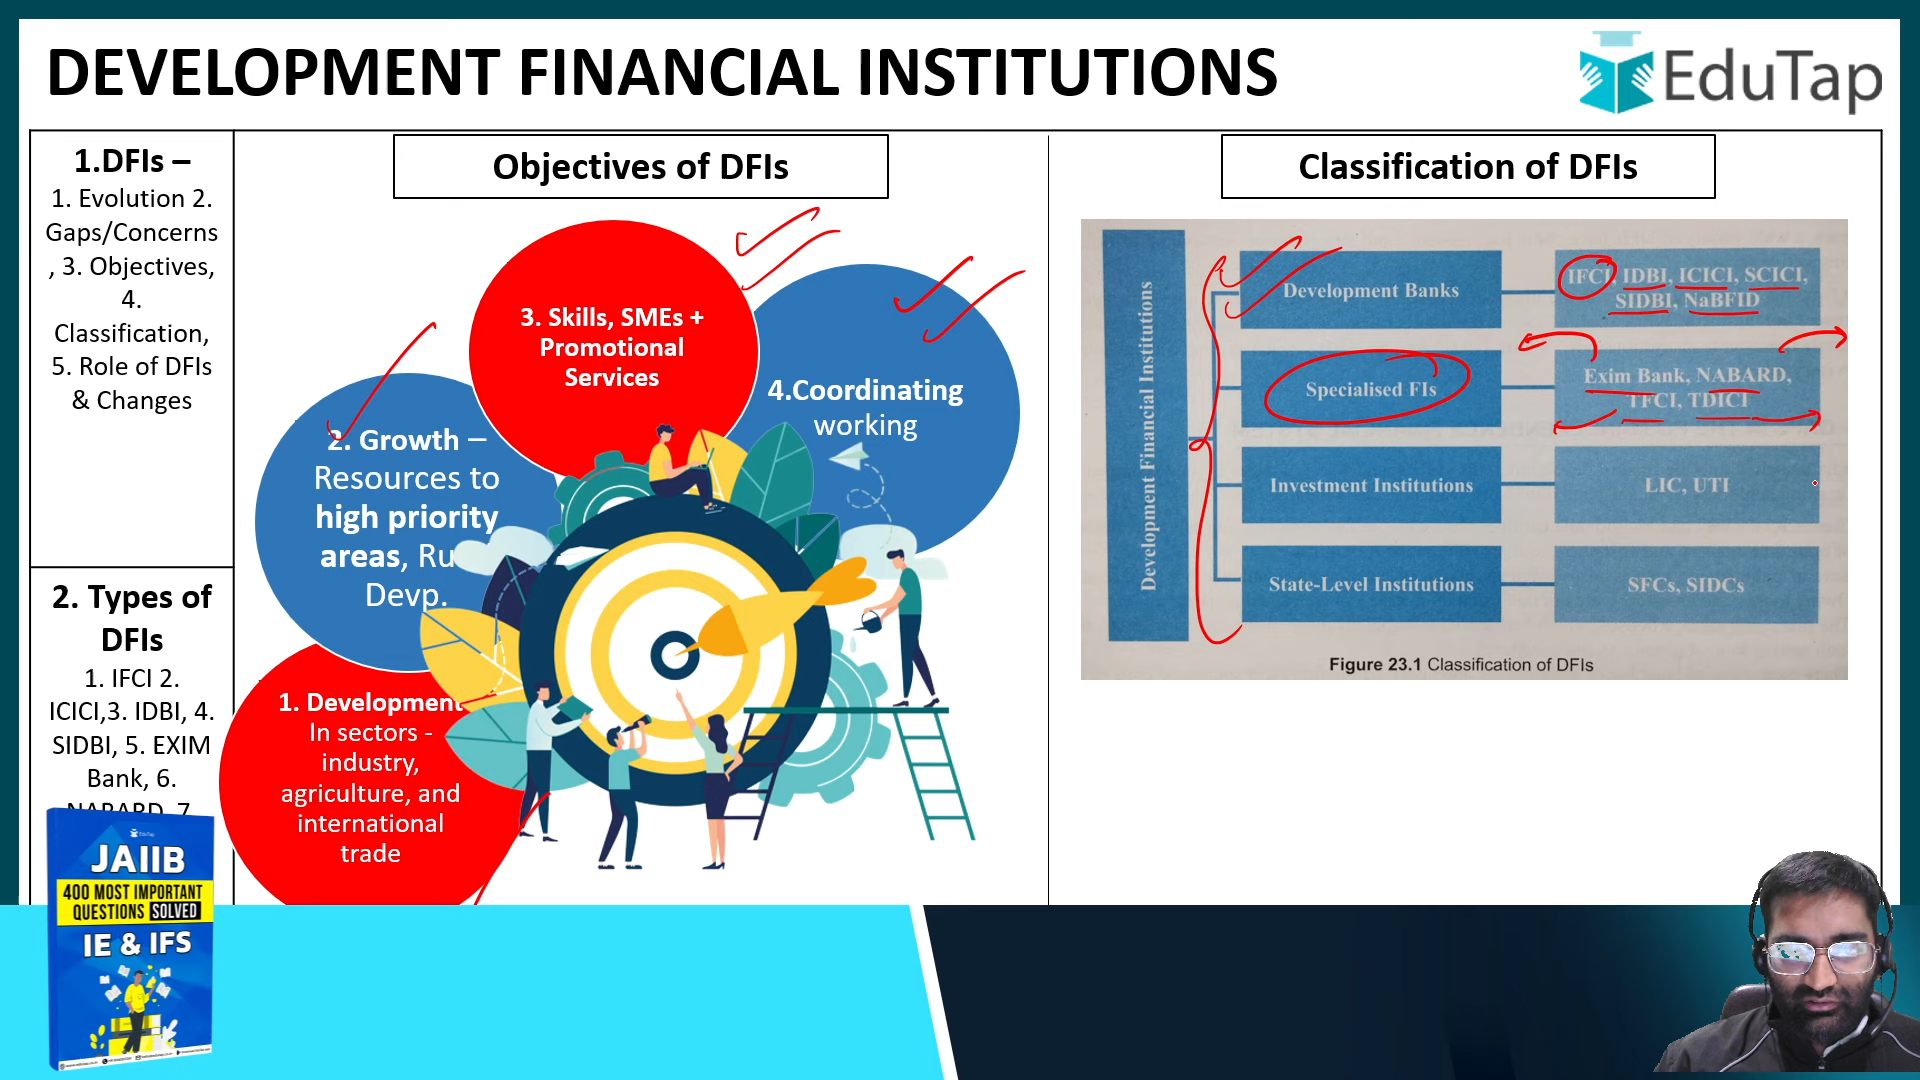 DEVELOPMENT FINANCIAL INSTITUTIONS
EduTap
1.DFIs –
1. Evolution 2.
Gaps/Concerns
, 3. Objectives,
4.
Classification,
5. Role of DFIs
& Changes
2. Types of
DFIs
1. IFCI 2.
ICICI,3. IDBI, 4.
SIDBI, 5. EXIM
Bank, 6.
NABARD, 7.
Objectives of DFIs
3. Skills, SMEs +
Promotional
Services
4.Coordinating
working
2. Growth –
Resources to
high priority
areas, Ru
Devp.
1. Development
In sectors -
industry,
agriculture, and
international
trade
Classification of DFIs
Development Financial Institutions
Development Banks
IFCI, IDBI, ICICI, SCICI,
SIDBI, NaBFID
Specialised FIs
Exim Bank, NABARD,
TFCI, TDICI
Investment Institutions
LIC, UTI
State-Level Institutions
SFCs, SIDCs
Figure 23.1 Classification of DFIs
EduTap
JAIIB
400 MOST IMPORTANT
QUESTIONS SOLVED
IE & IFS